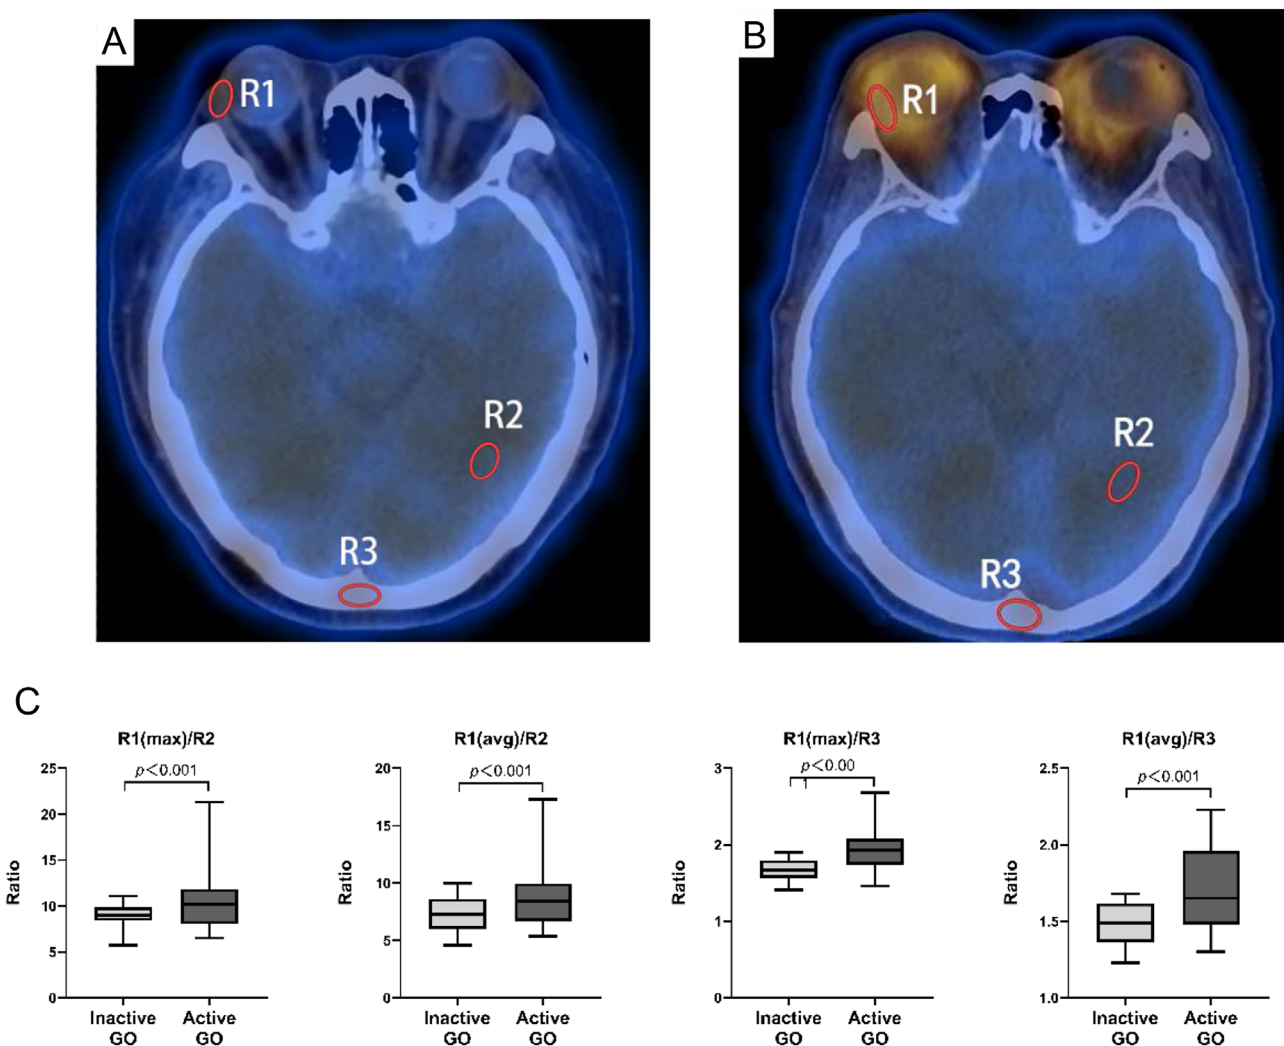 A
R1
R2
R3
B
R1
R2
R3
C
R1(max)/R2
p<0.001
25
20
15
10
5
0
Ratio
Inactive
GO
Active
GO
R1(avg)/R2
p<0.001
20
15
10
5
0
Ratio
Inactive
GO
Active
GO
R1(max)/R3
p<0.00
1
3
2
1
0
Ratio
Inactive
GO
Active
GO
R1(avg)/R3
p<0.001
2.5
2.0
1.5
1.0
Ratio
Inactive
GO
Active
GO